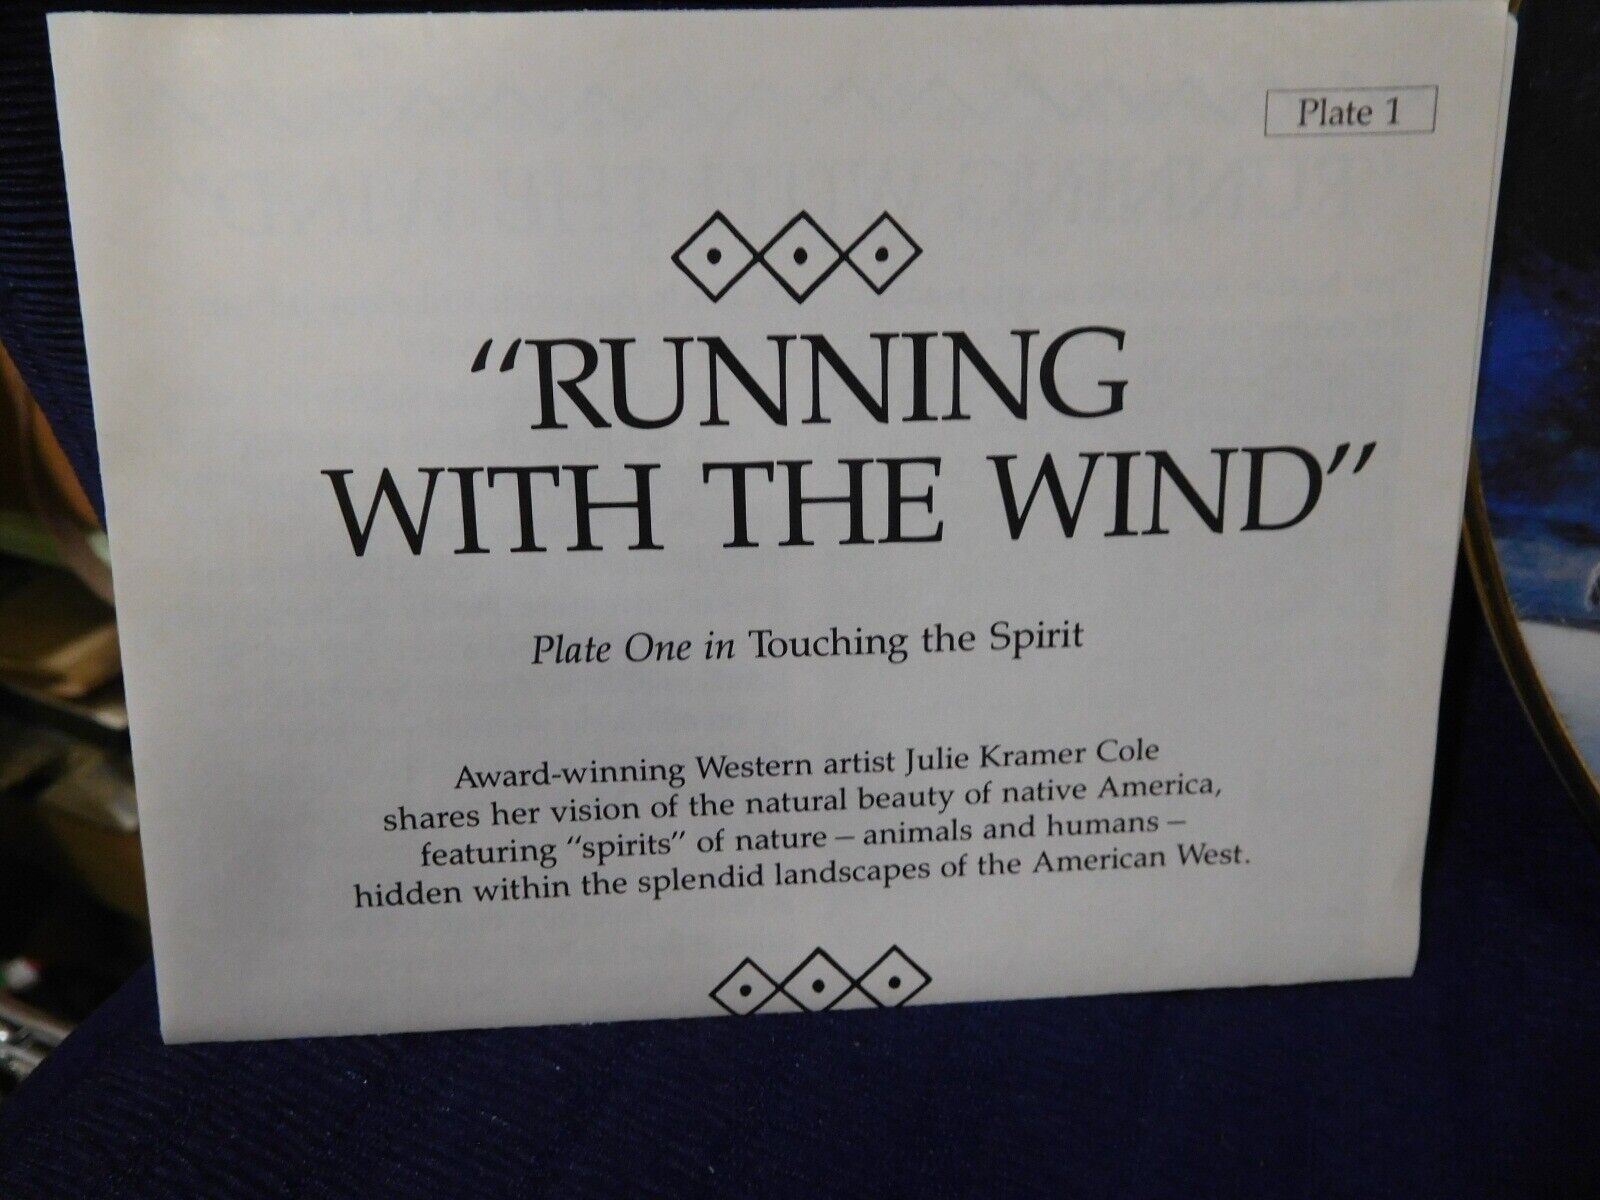 Plate 1
"RUNNING
WITH THE WIND"
Plate One in Touching the Spirit
Award-winning Western artist Julie Kramer Cole
shares her vision of the natural beauty of native America,
featuring "spirits" of nature – animals and humans –
hidden within the splendid landscapes of the American West.